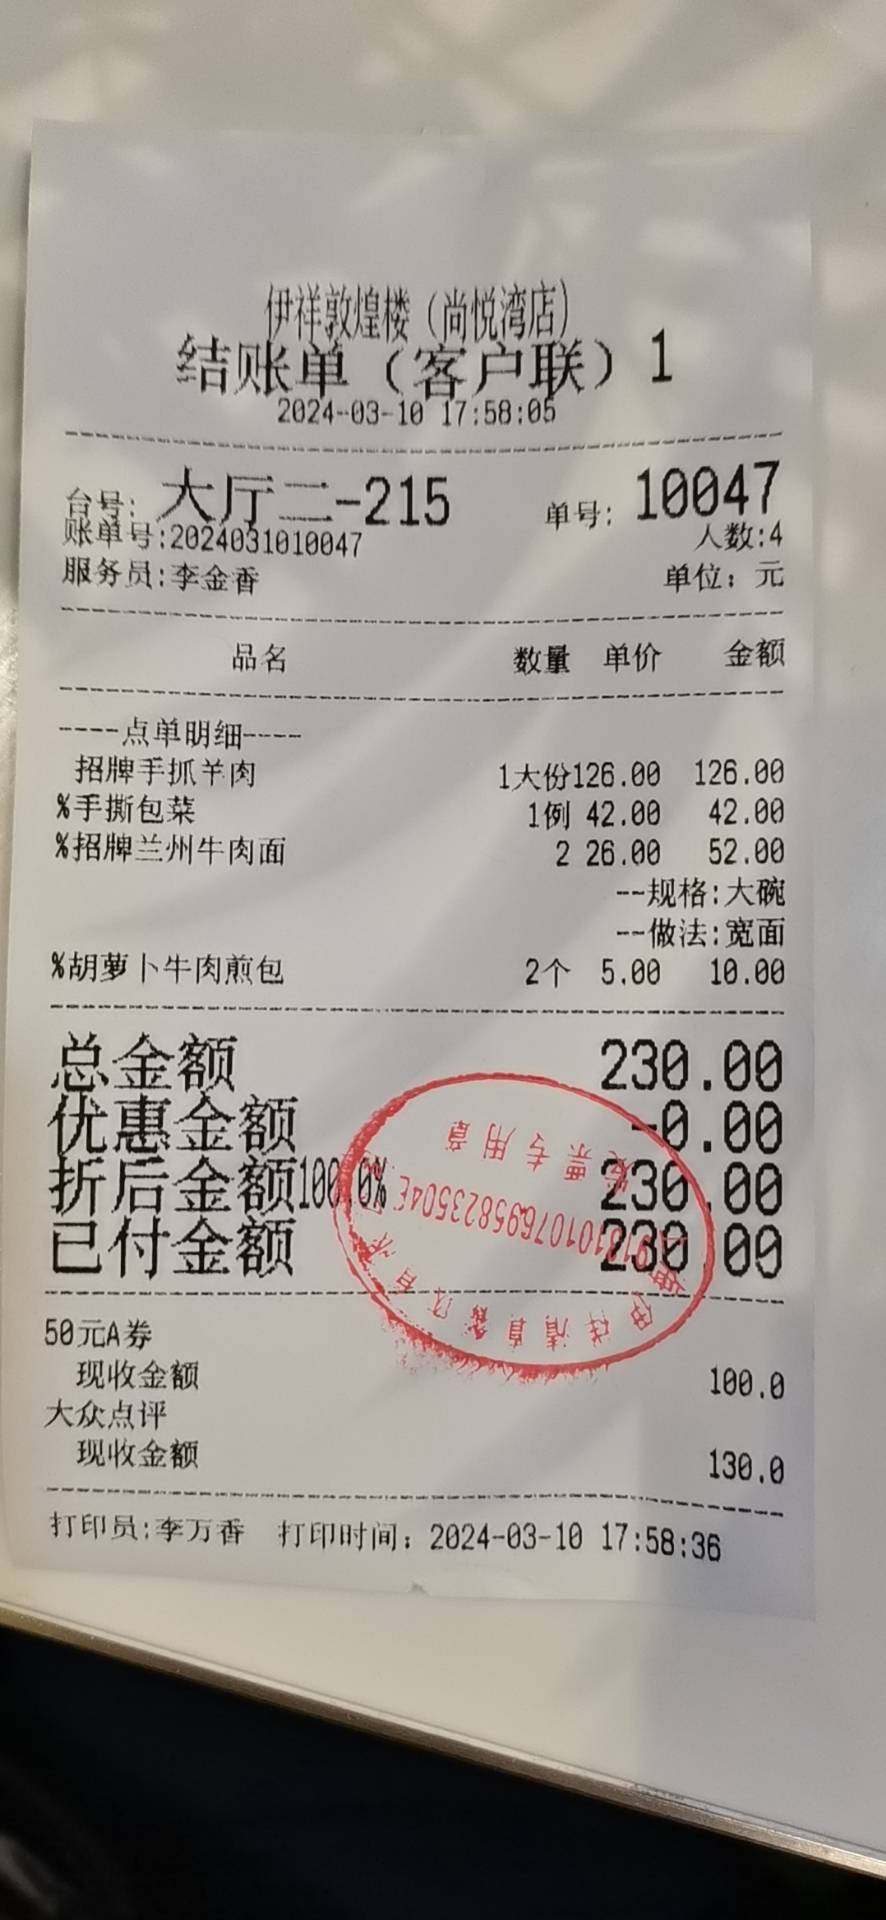 伊祥敦煌楼（尚悦湾店）
结账单（客户联）1
2024-03-10 17:58:05
台号: 大厅二-215 单号: 10047
账单号:2024031010047 人数:4
服务员:李金香 单位：元
品名 数量 单价 金额
----点单明细----
招牌手抓羊肉 1大份126.00 126.00
%手撕包菜 1例 42.00 42.00
%招牌兰州牛肉面 2 26.00 52.00
--规格:大碗
--做法:宽面
%胡萝卜牛肉煎包 2个 5.00 10.00
总金额 230.00
优惠金额 -0.00
折后金额100.0% 230.00
已付金额 230.00
发票专用章
50元A券
现收金额 100.0
大众点评
现收金额 130.0
打印员:李万香 打印时间：2024-03-10 17:58:36